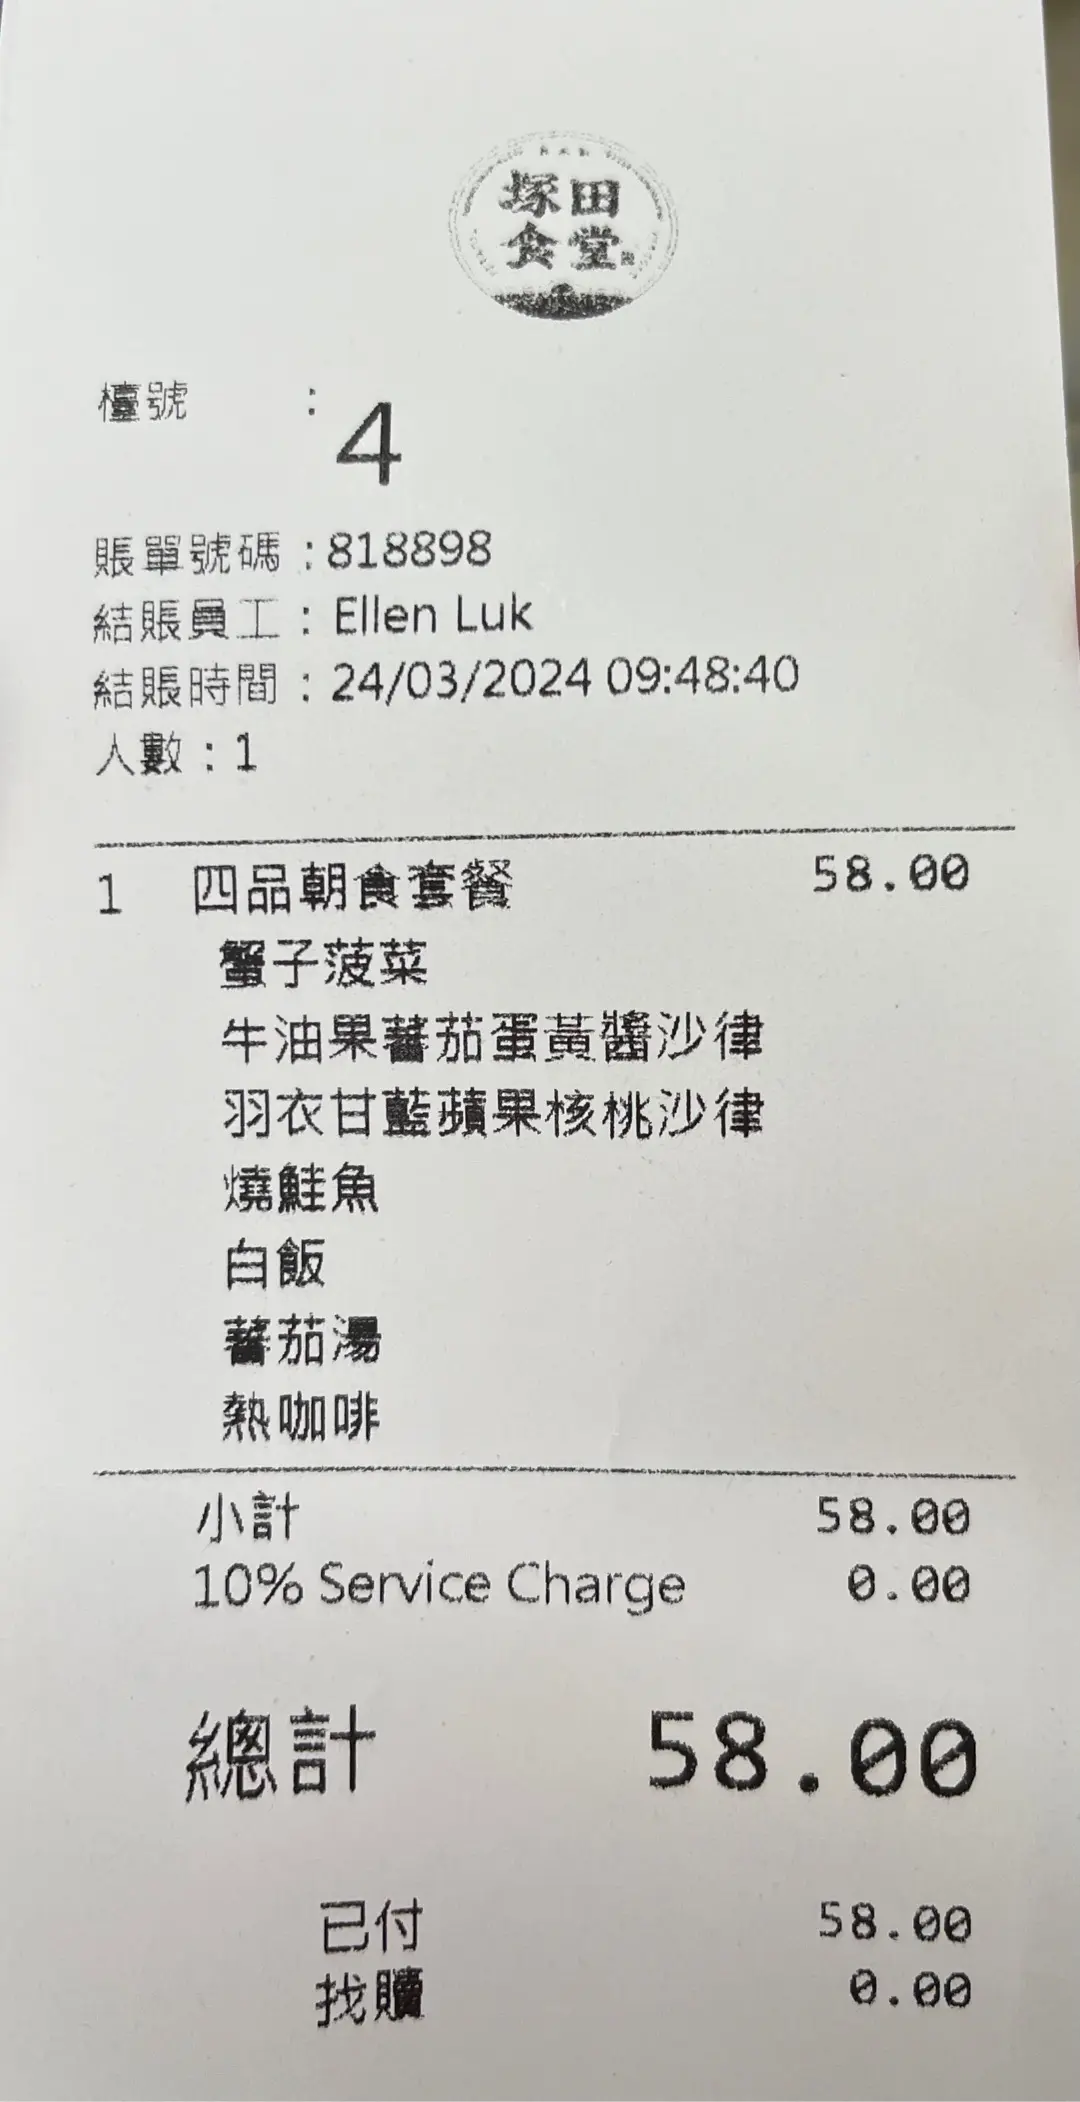 塚田
食堂
檯號 : 4
賬單號碼 : 818898
結賬員工 : Ellen Luk
結賬時間 : 24/03/2024 09:48:40
人數 : 1
1 四品朝食套餐 58.00
蟹子菠菜
牛油果蕃茄蛋黃醬沙律
羽衣甘藍蘋果核桃沙律
燒鮭魚
白飯
蕃茄湯
熱咖啡
小計 58.00
10% Service Charge 0.00
總計 58.00
已付 58.00
找贖 0.00